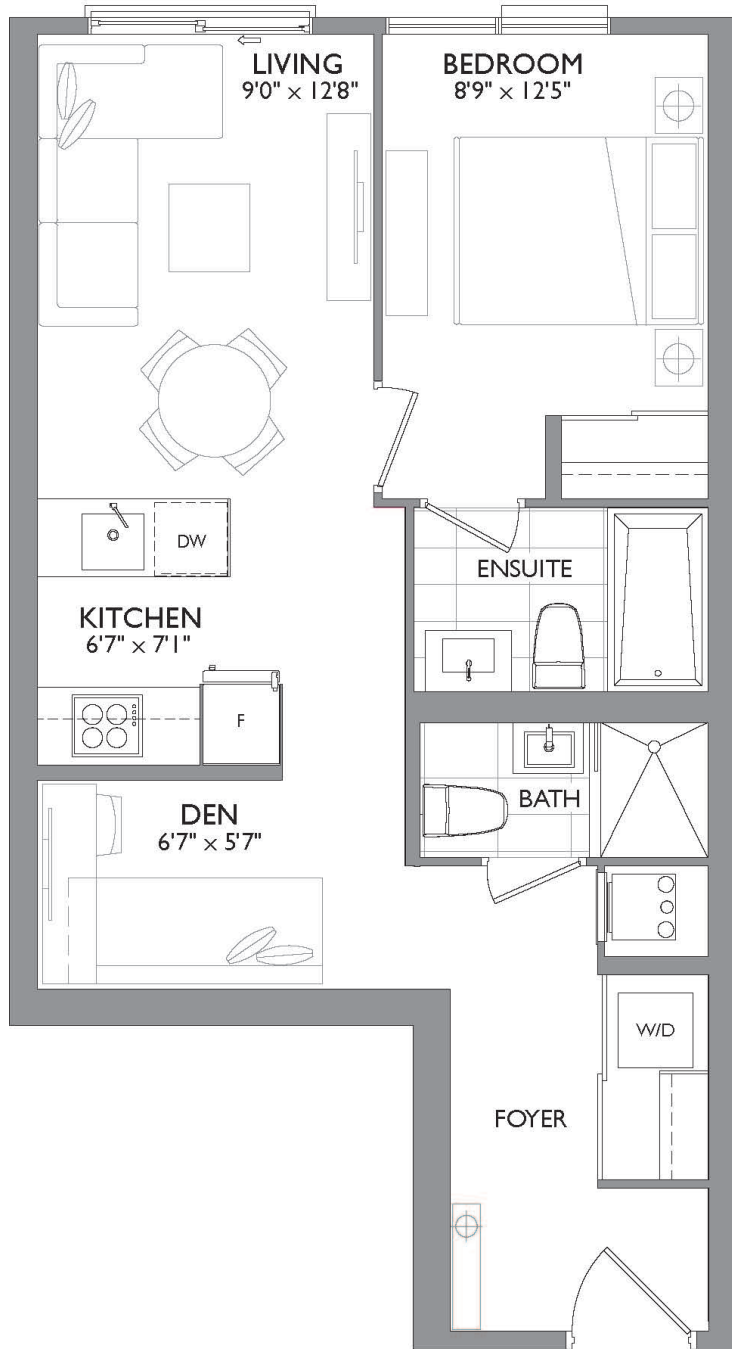 LIVING
9'0" × 12'8"
BEDROOM
8'9" × 12'5"
DW
ENSUITE
KITCHEN
6'7" × 7'1"
F
DEN
6'7" × 5'7"
BATH
W/D
FOYER